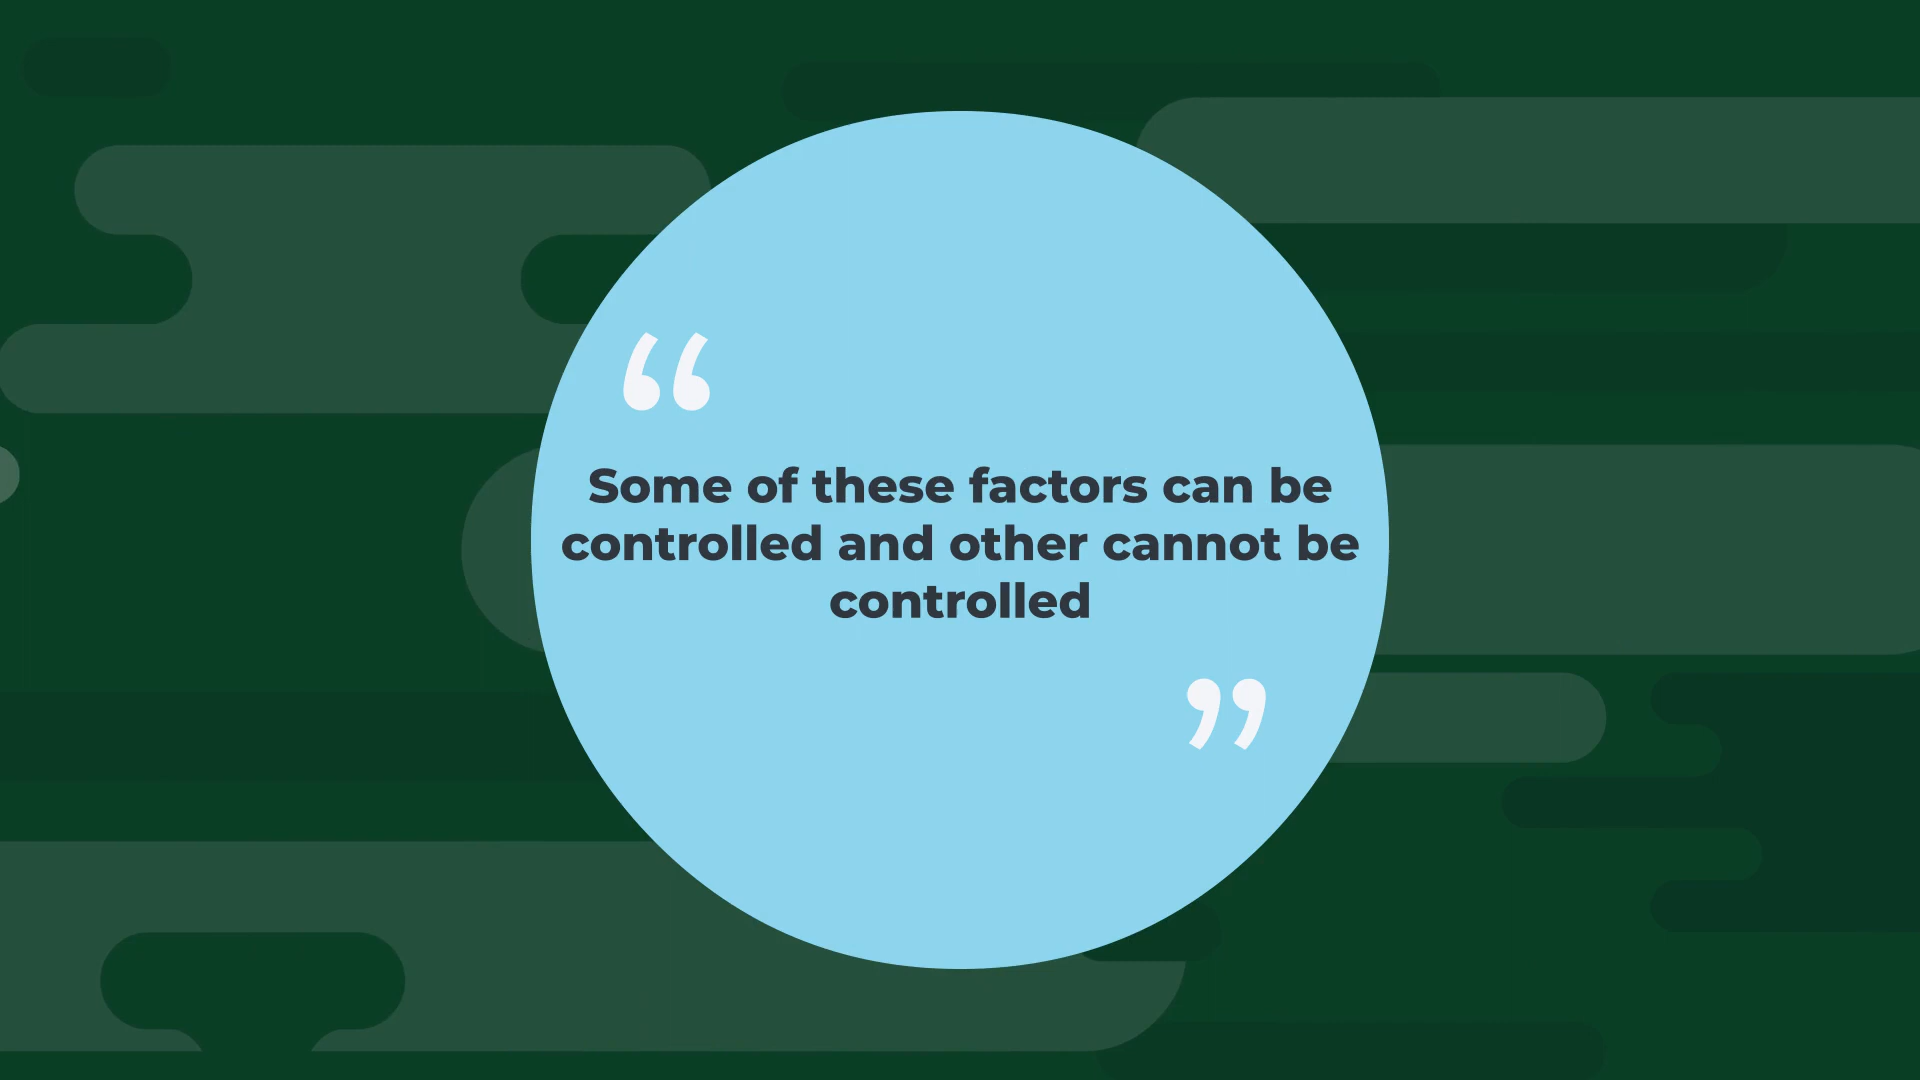 “
Some of these factors can be
controlled and other cannot be
controlled
”